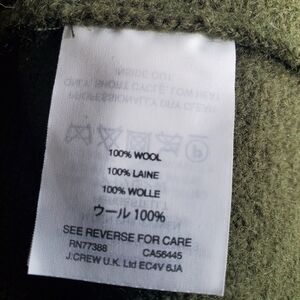 100% WOOL
100% LAINE
100% WOLLE
ウール 100%
SEE REVERSE FOR CARE
RN77388 CA56445
J.CREW U.K. Ltd EC4V 6JA